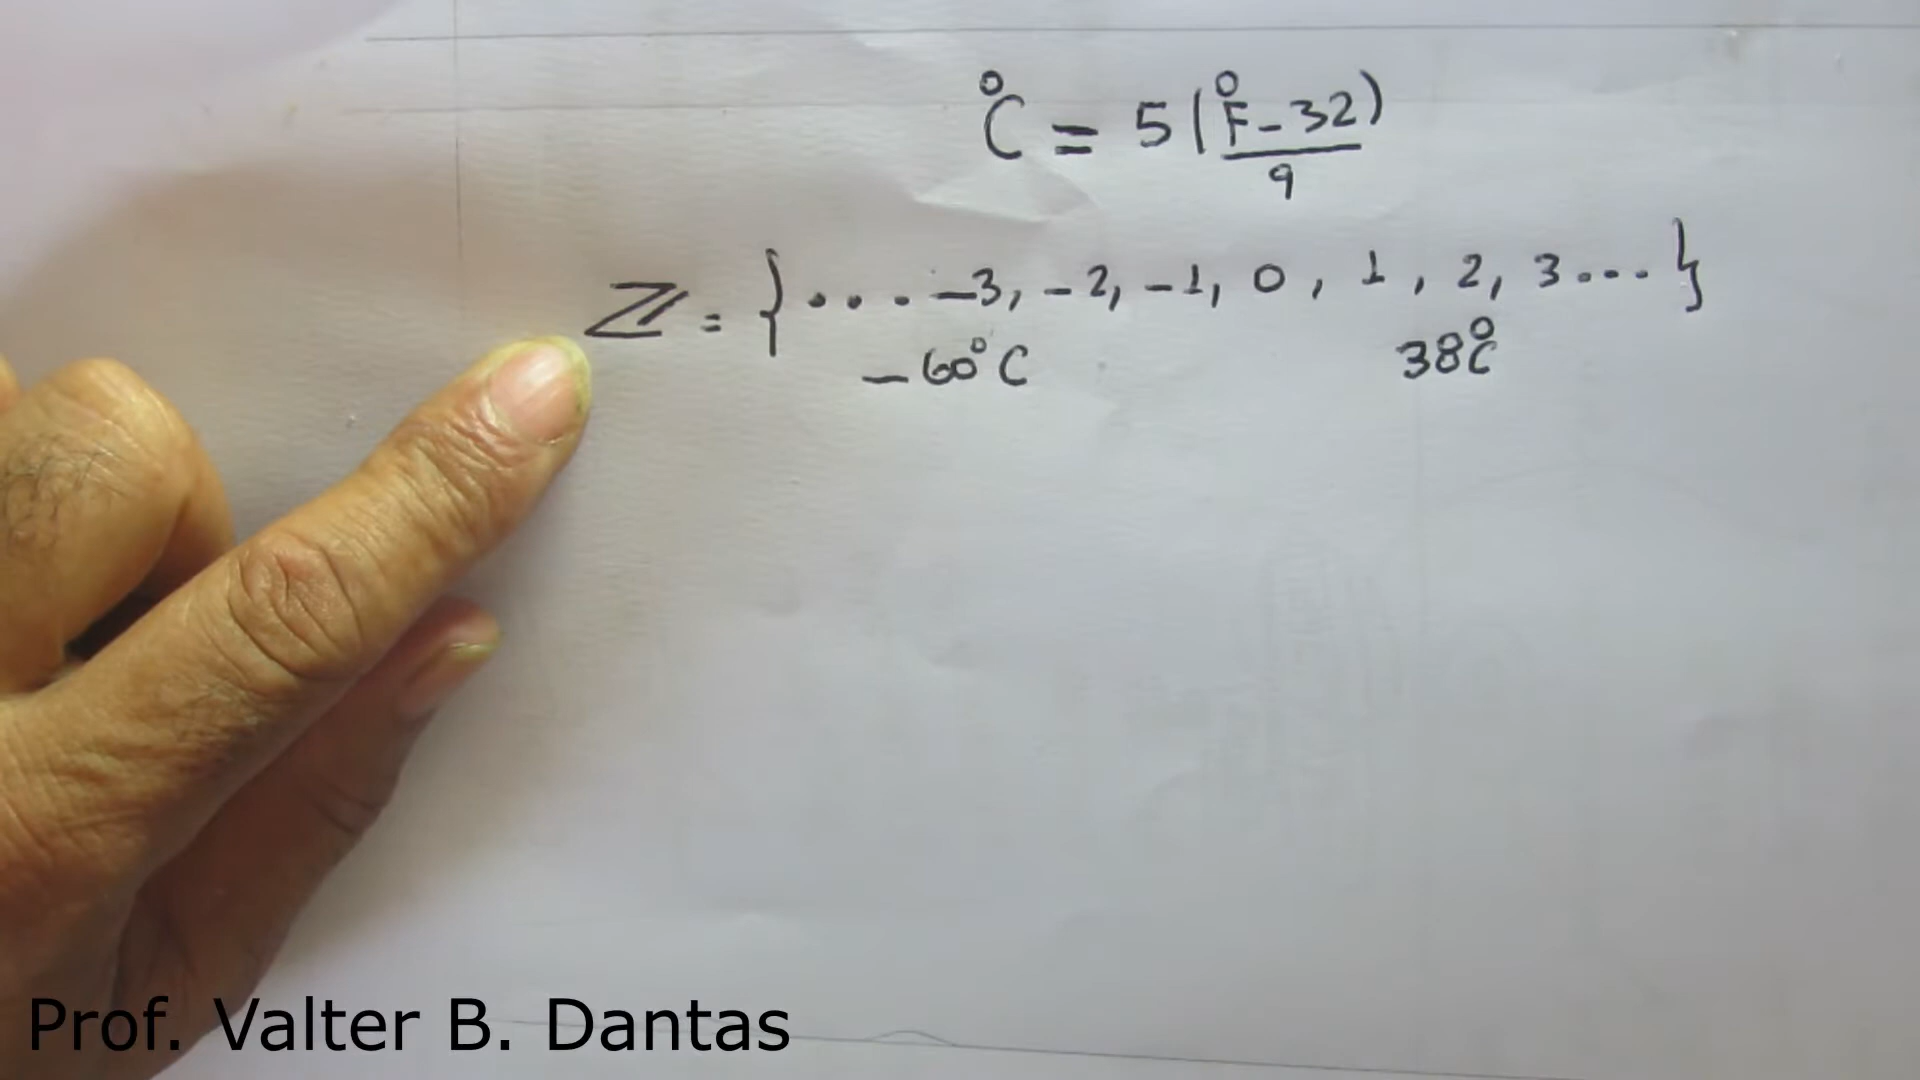 °C = 5(°F-32)
9
ℤ = {... -3, -2, -1, 0, 1, 2, 3...}
-60°C 38°C
Prof. Valter B. Dantas